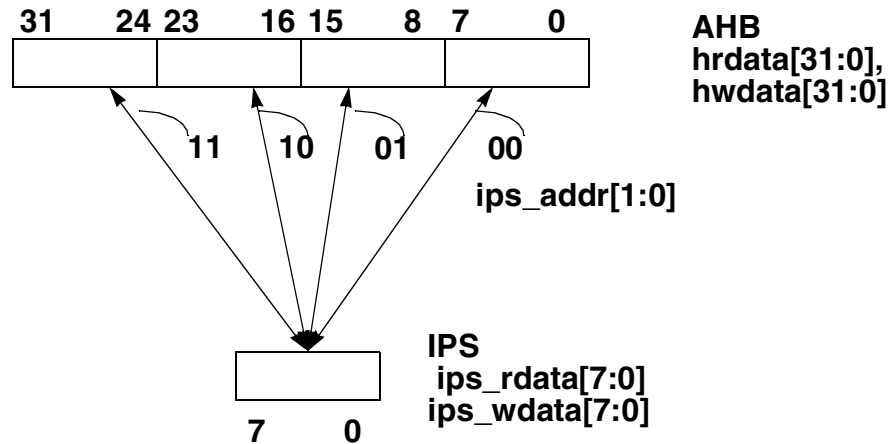 31 24 23 16 15 8 7 0
AHB
hrdata[31:0],
hwdata[31:0]
11 10 01 00
ips_addr[1:0]
IPS
ips_rdata[7:0]
ips_wdata[7:0]
7 0